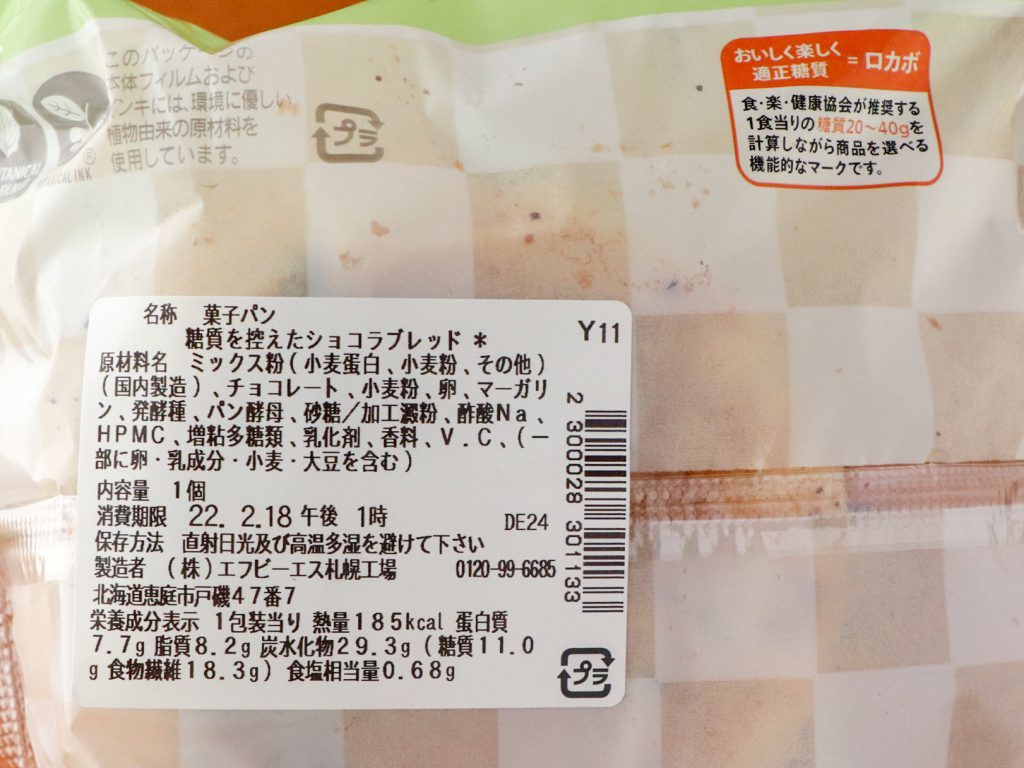 このパッケージの
本体フィルムおよび
インキには、環境に優しい
植物由来の原材料を
使用しています。
プラ
おいしく楽しく
適正糖質
=ロカボ
食・楽・健康協会が推奨する
1食当りの糖質20〜40gを
計算しながら商品を選べる
機能的なマークです。
名称 菓子パン
糖質を控えたショコラブレッド *
Y11
原材料名 ミックス粉(小麦蛋白、小麦粉、その他)
(国内製造)、チョコレート、小麦粉、卵、マーガリ
ン、発酵種、パン酵母、砂糖/加工澱粉、酢酸Na、
HPMC、増粘多糖類、乳化剤、香料、V.C、(一
部に卵・乳成分・小麦・大豆を含む)
内容量 1個
消費期限 22. 2.18午後 1時 DE24
保存方法 直射日光及び高温多湿を避けて下さい
製造者 (株)エフビーエス札幌工場 0120-99-6685
北海道恵庭市戸磯47番7
栄養成分表示 1包装当り 熱量185kcal 蛋白質
7.7g 脂質8.2g 炭水化物29.3g(糖質11.0
g 食物繊維18.3g) 食塩相当量0.68g
2 300028 301133
プラ